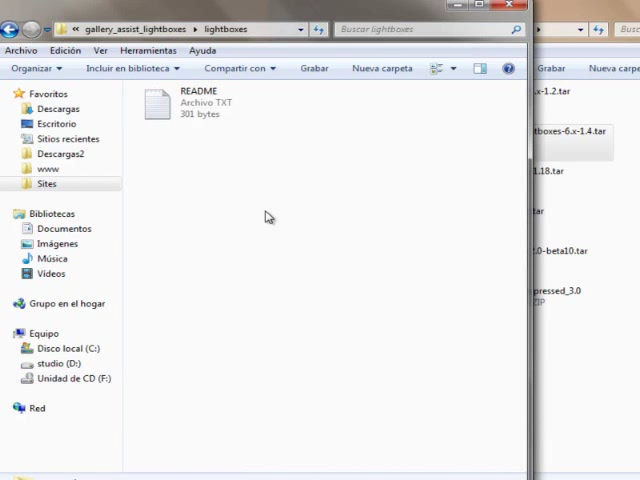 « gallery_assist_lightboxes ▸ lightboxes
Buscar lightboxes
Archivo Edición Ver Herramientas Ayuda
Organizar Incluir en biblioteca Compartir con Grabar Nueva carpeta
Grabar Nueva carpe
Favoritos
Descargas
Escritorio
Sitios recientes
Descargas2
www
Sites
Bibliotecas
Documentos
Imágenes
Música
Vídeos
Grupo en el hogar
Equipo
Disco local (C:)
studio (D:)
Unidad de CD (F:)
Red
README
Archivo TXT
301 bytes
.x-1.2.tar
tboxes-6.x-1.4.tar
1.18.tar
tar
2.0-beta10.tar
pressed_3.0
ZIP